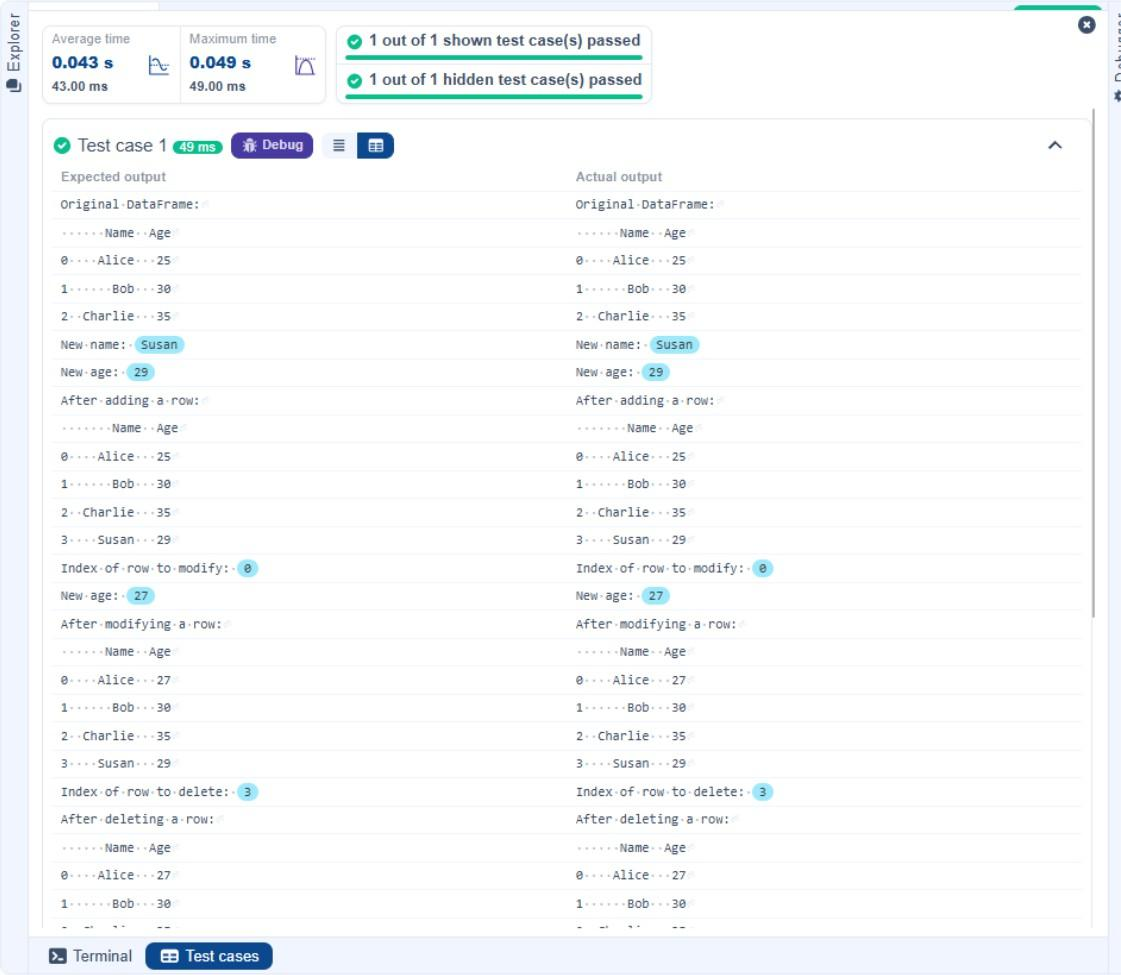 Explorer
Average time
0.043 s
43.00 ms
Maximum time
0.049 s
49.00 ms
1 out of 1 shown test case(s) passed
1 out of 1 hidden test case(s) passed
Test case 1 49 ms Debug
Expected output Actual output
Original·DataFrame: Original·DataFrame:
······Name··Age ······Name··Age
0····Alice···25 0····Alice···25
1······Bob···30 1······Bob···30
2··Charlie···35 2··Charlie···35
New·name:·Susan New·name:·Susan
New·age:·29 New·age:·29
After·adding·a·row: After·adding·a·row:
·······Name··Age ·······Name··Age
0····Alice···25 0····Alice···25
1······Bob···30 1······Bob···30
2··Charlie···35 2··Charlie···35
3····Susan···29 3····Susan···29
Index·of·row·to·modify:·0 Index·of·row·to·modify:·0
New·age:·27 New·age:·27
After·modifying·a·row: After·modifying·a·row:
······Name··Age ······Name··Age
0····Alice···27 0····Alice···27
1······Bob···30 1······Bob···30
2··Charlie···35 2··Charlie···35
3····Susan···29 3····Susan···29
Index·of·row·to·delete:·3 Index·of·row·to·delete:·3
After·deleting·a·row: After·deleting·a·row:
······Name··Age ······Name··Age
0····Alice···27 0····Alice···27
1······Bob···30 1······Bob···30
Terminal Test cases